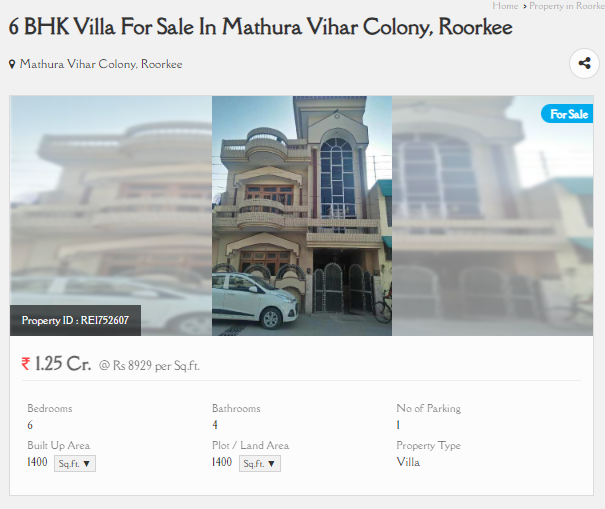 Home > Property in Roorke
6 BHK Villa For Sale In Mathura Vihar Colony, Roorkee
Mathura Vihar Colony, Roorkee
For Sale
Property ID : REI752607
₹ 1.25 Cr. @ Rs 8929 per Sq.ft.
Bedrooms Bathrooms No of Parking
6 4 1
Built Up Area Plot / Land Area Property Type
1400 Sq.ft. ▼ 1400 Sq.ft. ▼ Villa